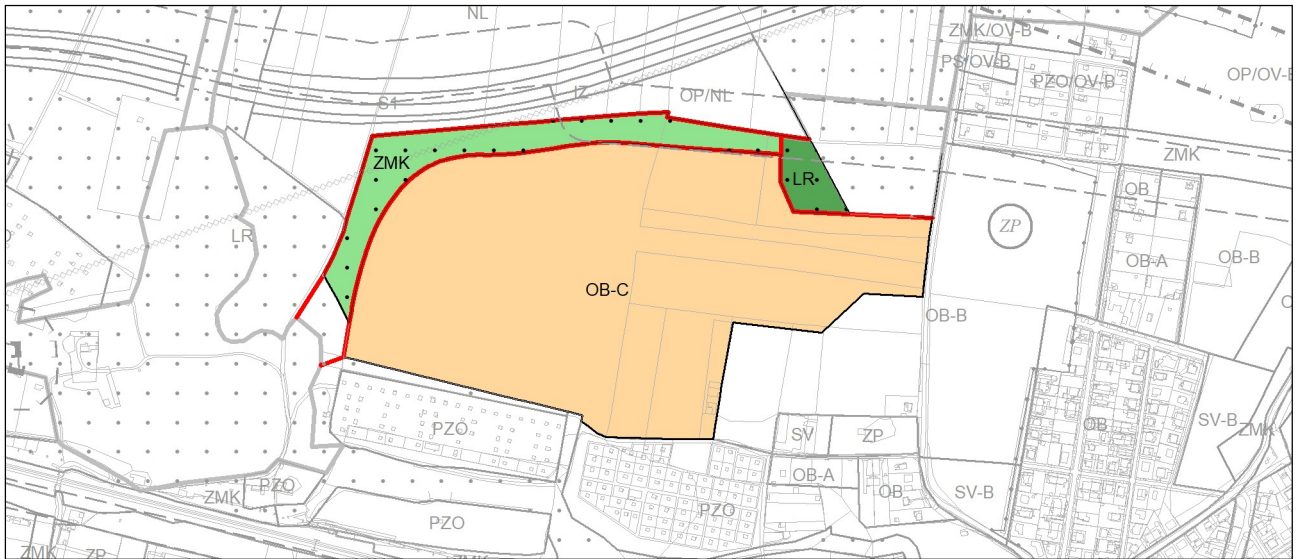 NL
ZMK/OV-B
PS/OV-B
PZO/OV-B
OP/OV-B
S1
IZ
OP/NL
ZMK
ZMK
OB
LR
LR
ZP
OB-A
OB-B
OB-C
OB-B
PZO
SV
ZP
OB
SV-B
ZMK
OB-A
OB
SV-B
PZO
ZMK
PZO
PZO
ZMK
ZP
ZMK